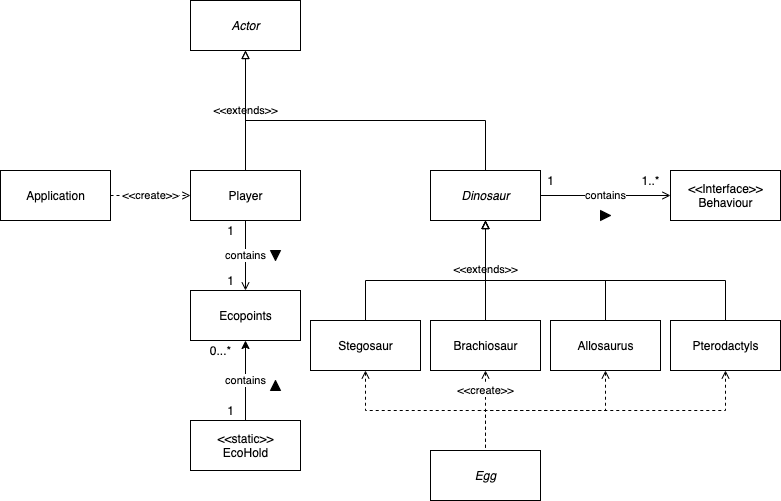 Actor
<<extends>>
Application
<<create>>
Player
Dinosaur
1
contains
1..*
<<Interface>>
Behaviour
1
contains
1
<<extends>>
Ecopoints
Stegosaur
Brachiosaur
Allosaurus
Pterodactyls
0...*
contains
1
<<create>>
<<static>>
EcoHold
Egg